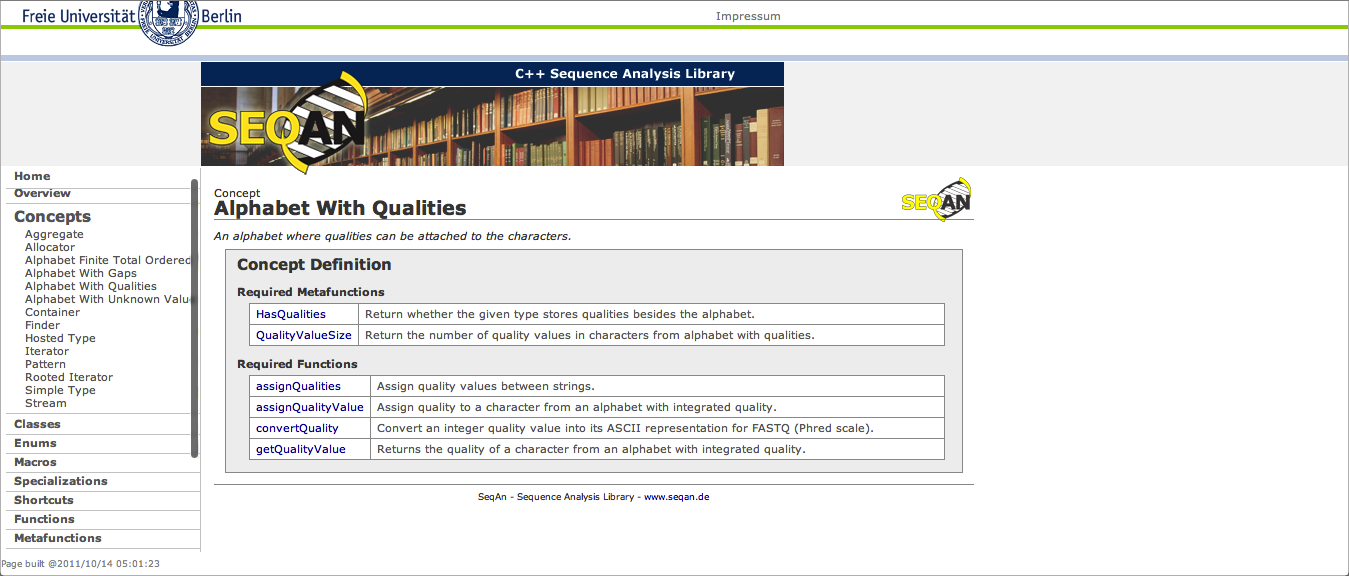 Freie Universität Berlin
Impressum
C++ Sequence Analysis Library
SEQAN
Home
Overview
Concepts
Aggregate
Allocator
Alphabet Finite Total Ordered
Alphabet With Gaps
Alphabet With Qualities
Alphabet With Unknown Valu
Container
Finder
Hosted Type
Iterator
Pattern
Rooted Iterator
Simple Type
Stream
Classes
Enums
Macros
Specializations
Shortcuts
Functions
Metafunctions
Page built @2011/10/14 05:01:23
Concept
Alphabet With Qualities
SEQAN
An alphabet where qualities can be attached to the characters.
Concept Definition
Required Metafunctions
HasQualities Return whether the given type stores qualities besides the alphabet.
QualityValueSize Return the number of quality values in characters from alphabet with qualities.
Required Functions
assignQualities Assign quality values between strings.
assignQualityValue Assign quality to a character from an alphabet with integrated quality.
convertQuality Convert an integer quality value into its ASCII representation for FASTQ (Phred scale).
getQualityValue Returns the quality of a character from an alphabet with integrated quality.
SeqAn - Sequence Analysis Library - www.seqan.de